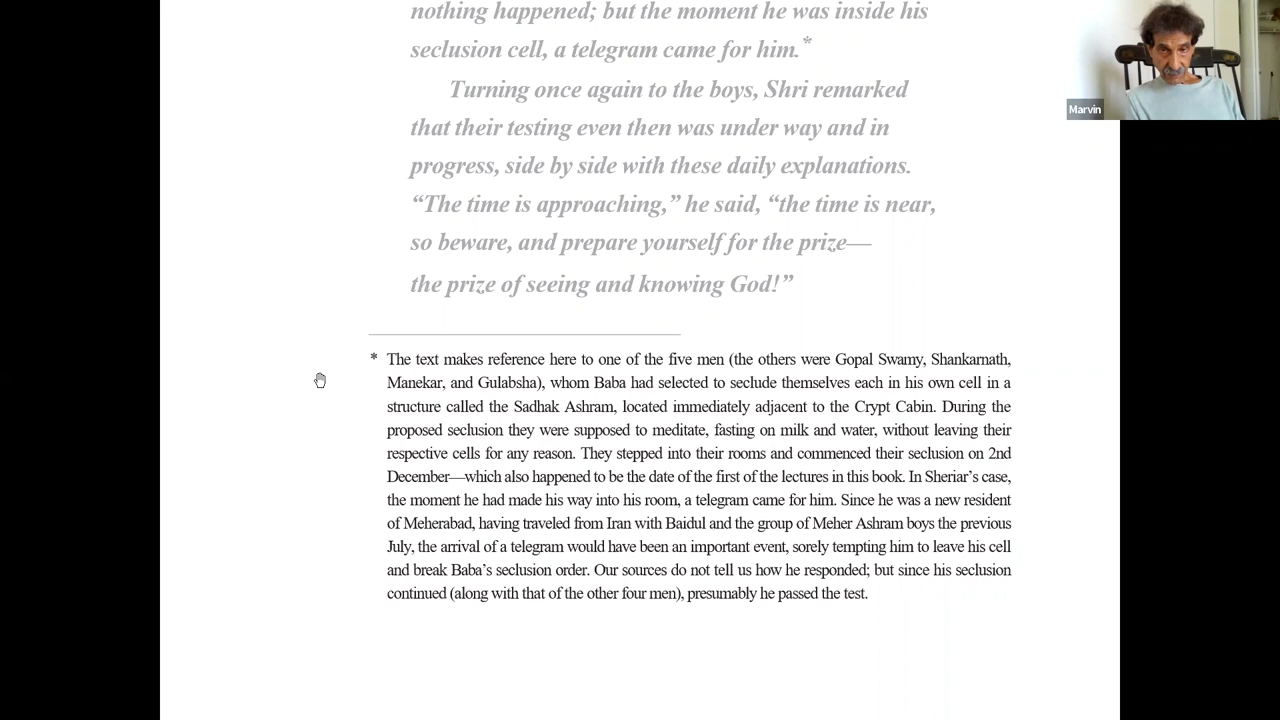 nothing happened; but the moment he was inside his
seclusion cell, a telegram came for him.*
Turning once again to the boys, Shri remarked
that their testing even then was under way and in
progress, side by side with these daily explanations.
“The time is approaching,” he said, “the time is near,
so beware, and prepare yourself for the prize—
the prize of seeing and knowing God!”
* The text makes reference here to one of the five men (the others were Gopal Swamy, Shankarnath,
Manekar, and Gulabsha), whom Baba had selected to seclude themselves each in his own cell in a
structure called the Sadhak Ashram, located immediately adjacent to the Crypt Cabin. During the
proposed seclusion they were supposed to meditate, fasting on milk and water, without leaving their
respective cells for any reason. They stepped into their rooms and commenced their seclusion on 2nd
December—which also happened to be the date of the first of the lectures in this book. In Sheriar’s case,
the moment he had made his way into his room, a telegram came for him. Since he was a new resident
of Meherabad, having traveled from Iran with Baidul and the group of Meher Ashram boys the previous
July, the arrival of a telegram would have been an important event, sorely tempting him to leave his cell
and break Baba’s seclusion order. Our sources do not tell us how he responded; but since his seclusion
continued (along with that of the other four men), presumably he passed the test.
Marvin